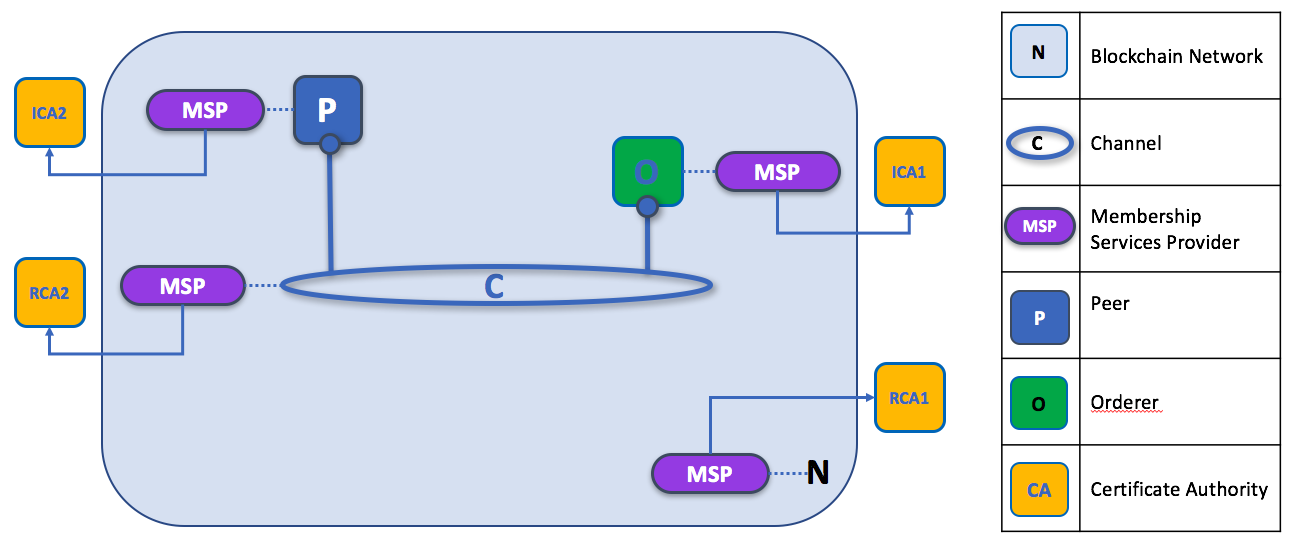 ICA2
MSP
P
O
MSP
ICA1
RCA2
MSP
C
RCA1
MSP
N
N
Blockchain Network
C
Channel
MSP
Membership
Services Provider
P
Peer
O
Orderer
CA
Certificate Authority